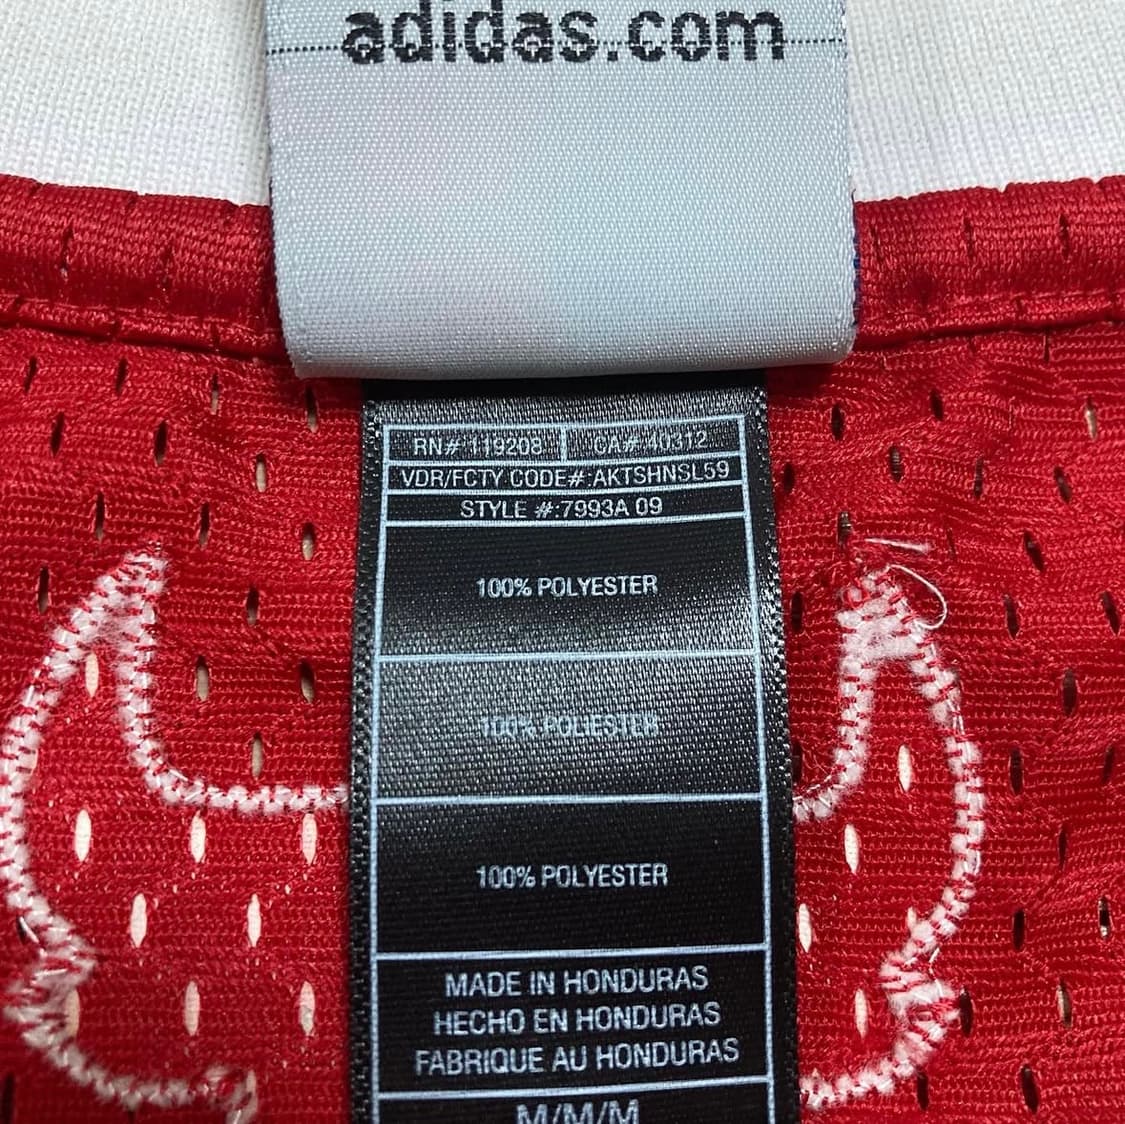 adidas.com
RN# 119208 CA# 40312
VDR/FCTY CODE#:AKTSHNSL59
STYLE #:7993A 09
100% POLYESTER
100% POLIESTER
100% POLYESTER
MADE IN HONDURAS
HECHO EN HONDURAS
FABRIQUE AU HONDURAS
M/M/M